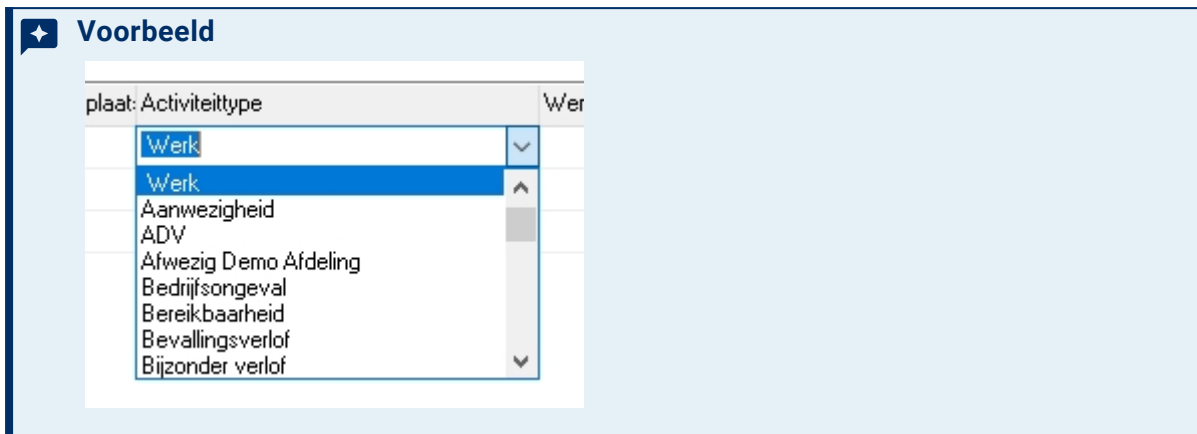 Voorbeeld
plaat: Activiteittype Wer
Werk
Werk
Aanwezigheid
ADV
Afwezig Demo Afdeling
Bedrijfsongeval
Bereikbaarheid
Bevallingsverlof
Bijzonder verlof